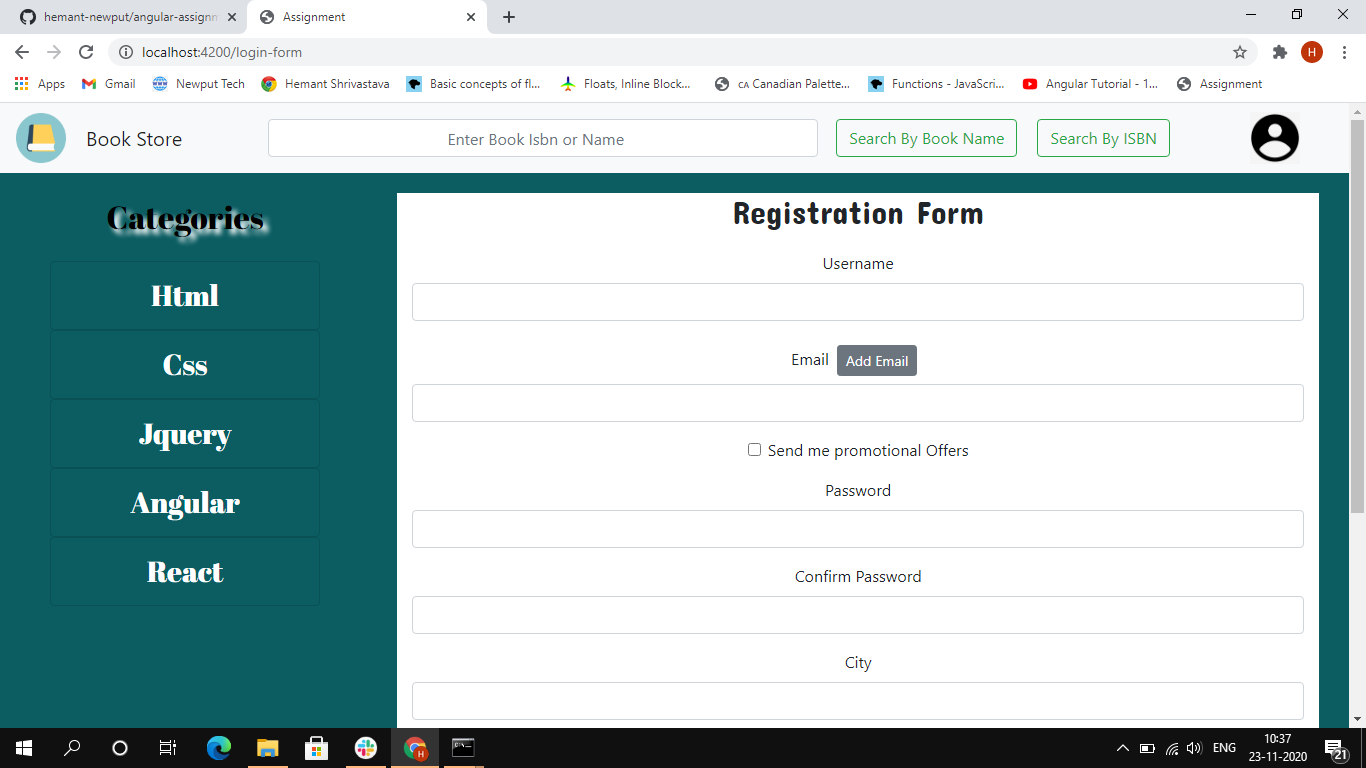 hemant-newput/angular-assignm
Assignment
localhost:4200/login-form
H
Apps
Gmail
Newput Tech
Hemant Shrivastava
Basic concepts of fl...
Floats, Inline Block...
CA Canadian Palette...
Functions - JavaScri...
Angular Tutorial - 1...
Assignment
Book Store
Enter Book Isbn or Name
Search By Book Name
Search By ISBN
Categories
Html
Css
Jquery
Angular
React
Registration Form
Username
Email
Add Email
Send me promotional Offers
Password
Confirm Password
City
H
ENG
10:37
23-11-2020
21